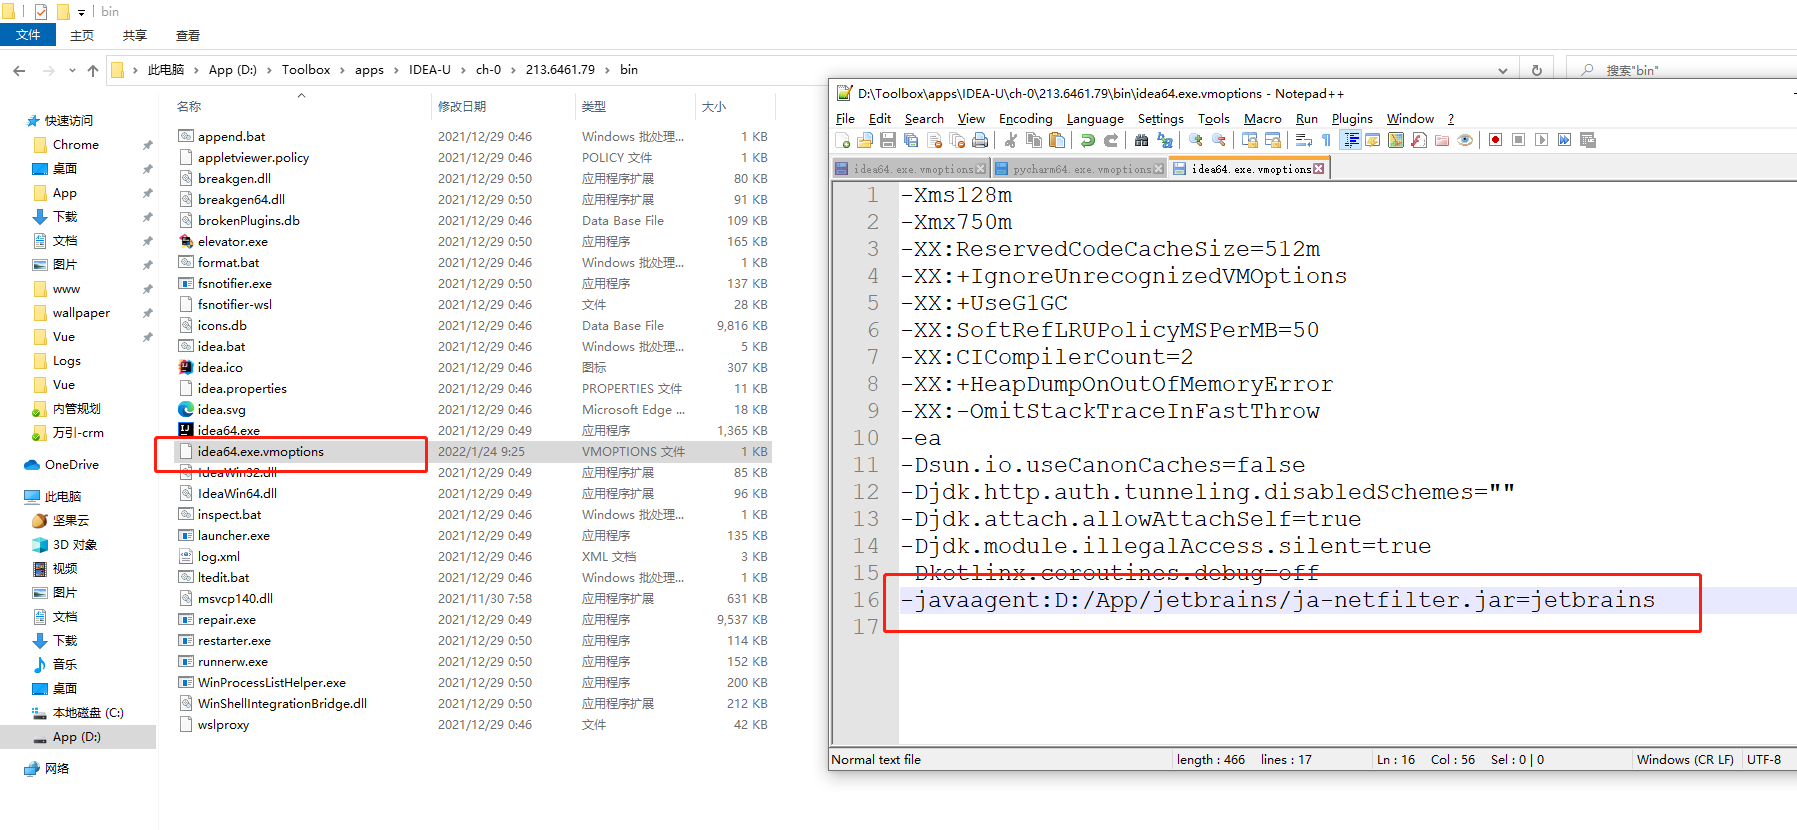 bin
文件 主页 共享 查看
此电脑 › App (D:) › Toolbox › apps › IDEA-U › ch-0 › 213.6461.79 › bin
搜索"bin"
快速访问
Chrome
桌面
App
下载
文档
图片
www
wallpaper
Vue
Logs
Vue
内管规划
万引-crm
OneDrive
此电脑
坚果云
3D 对象
视频
图片
文档
下载
音乐
桌面
本地磁盘 (C:)
App (D:)
网络
名称 修改日期 类型 大小
append.bat 2021/12/29 0:46 Windows 批处理... 1 KB
appletviewer.policy 2021/12/29 0:46 POLICY 文件 1 KB
breakgen.dll 2021/12/29 0:50 应用程序扩展 80 KB
breakgen64.dll 2021/12/29 0:50 应用程序扩展 91 KB
brokenPlugins.db 2021/12/29 0:46 Data Base File 109 KB
elevator.exe 2021/12/29 0:50 应用程序 165 KB
format.bat 2021/12/29 0:46 Windows 批处理... 1 KB
fsnotifier.exe 2021/12/29 0:50 应用程序 137 KB
fsnotifier-wsl 2021/12/29 0:46 文件 28 KB
icons.db 2021/12/29 0:46 Data Base File 9,816 KB
idea.bat 2021/12/29 0:46 Windows 批处理... 5 KB
idea.ico 2021/12/29 0:46 图标 307 KB
idea.properties 2021/12/29 0:46 PROPERTIES 文件 11 KB
idea.svg 2021/12/29 0:46 Microsoft Edge ... 18 KB
idea64.exe 2021/12/29 0:49 应用程序 1,365 KB
idea64.exe.vmoptions 2022/1/24 9:25 VMOPTIONS 文件 1 KB
IdeaWin32.dll 2021/12/29 0:49 应用程序扩展 85 KB
IdeaWin64.dll 2021/12/29 0:49 应用程序扩展 96 KB
inspect.bat 2021/12/29 0:46 Windows 批处理... 1 KB
launcher.exe 2021/12/29 0:49 应用程序 135 KB
log.xml 2021/12/29 0:46 XML 文档 3 KB
ltedit.bat 2021/12/29 0:46 Windows 批处理... 1 KB
msvcp140.dll 2021/11/30 7:58 应用程序扩展 631 KB
repair.exe 2021/12/29 0:49 应用程序 9,537 KB
restarter.exe 2021/12/29 0:50 应用程序 114 KB
runnerw.exe 2021/12/29 0:50 应用程序 152 KB
WinProcessListHelper.exe 2021/12/29 0:50 应用程序 200 KB
WinShellIntegrationBridge.dll 2021/12/29 0:50 应用程序扩展 212 KB
wslproxy 2021/12/29 0:46 文件 42 KB
D:\Toolbox\apps\IDEA-U\ch-0\213.6461.79\bin\idea64.exe.vmoptions - Notepad++
File Edit Search View Encoding Language Settings Tools Macro Run Plugins Window ?
idea64.exe.vmoptions pycharm64.exe.vmoptions idea64.exe.vmoptions
1 -Xms128m
2 -Xmx750m
3 -XX:ReservedCodeCacheSize=512m
4 -XX:+IgnoreUnrecognizedVMOptions
5 -XX:+UseG1GC
6 -XX:SoftRefLRUPolicyMSPerMB=50
7 -XX:CICompilerCount=2
8 -XX:+HeapDumpOnOutOfMemoryError
9 -XX:-OmitStackTraceInFastThrow
10 -ea
11 -Dsun.io.useCanonCaches=false
12 -Djdk.http.auth.tunneling.disabledSchemes=""
13 -Djdk.attach.allowAttachSelf=true
14 -Djdk.module.illegalAccess.silent=true
15 -Dkotlinx.coroutines.debug=off
16 -javaagent:D:/App/jetbrains/ja-netfilter.jar=jetbrains
17
Normal text file length : 466 lines : 17 Ln : 16 Col : 56 Sel : 0 | 0 Windows (CR LF) UTF-8